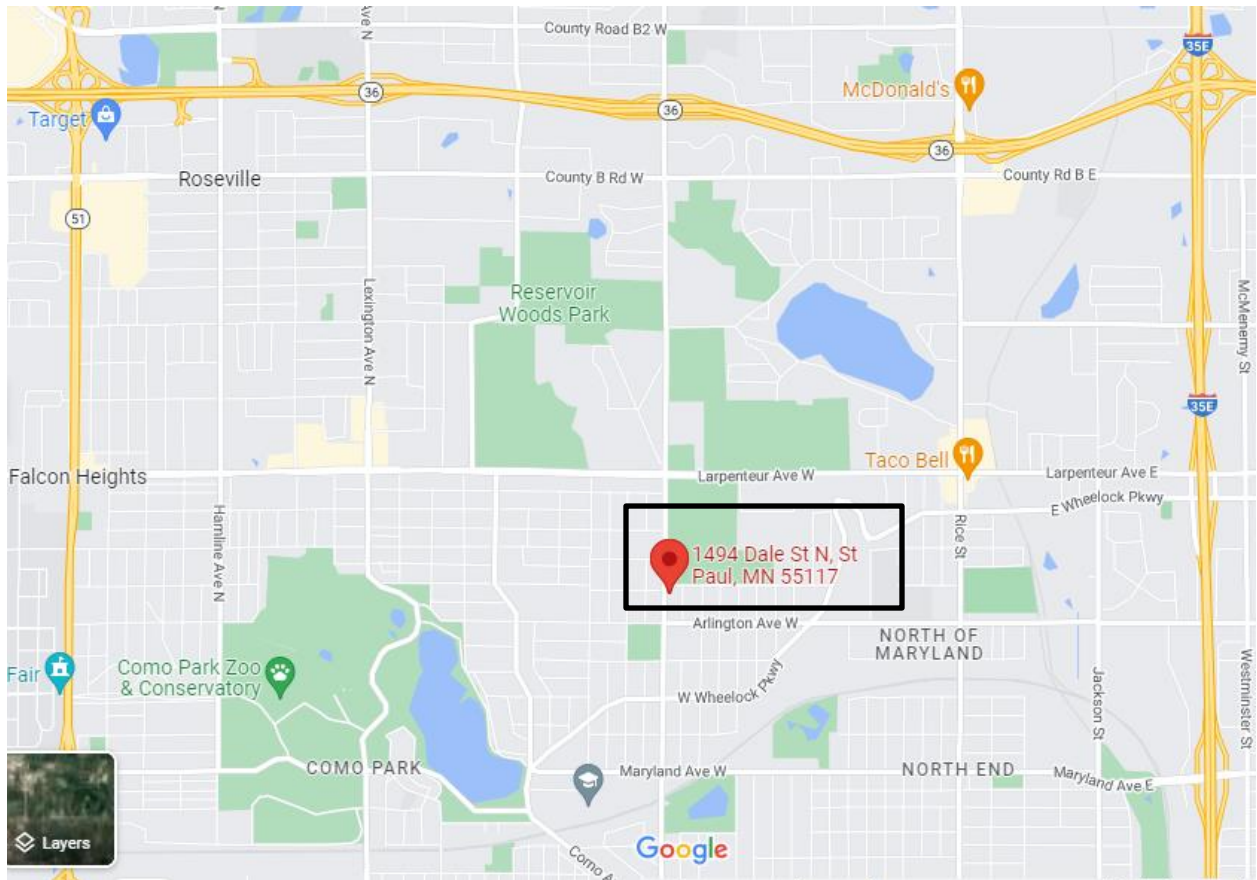 County Road B2 W
Ave N
35E
McDonald's
36
36
Target
36
Roseville
County B Rd W
County Rd B E
51
Reservoir
Woods Park
Lexington Ave N
McMenemy St
35E
Taco Bell
Falcon Heights
Larpenteur Ave W
Larpenteur Ave E
E Wheelock Pkwy
Hamline Ave N
Rice St
1494 Dale St N, St
Paul, MN 55117
Arlington Ave W
NORTH OF
MARYLAND
Fair
Como Park Zoo
& Conservatory
W Wheelock Pkwy
Jackson St
Westminster St
COMO PARK
Maryland Ave W
NORTH END
Maryland Ave E
Layers
Google
Como A